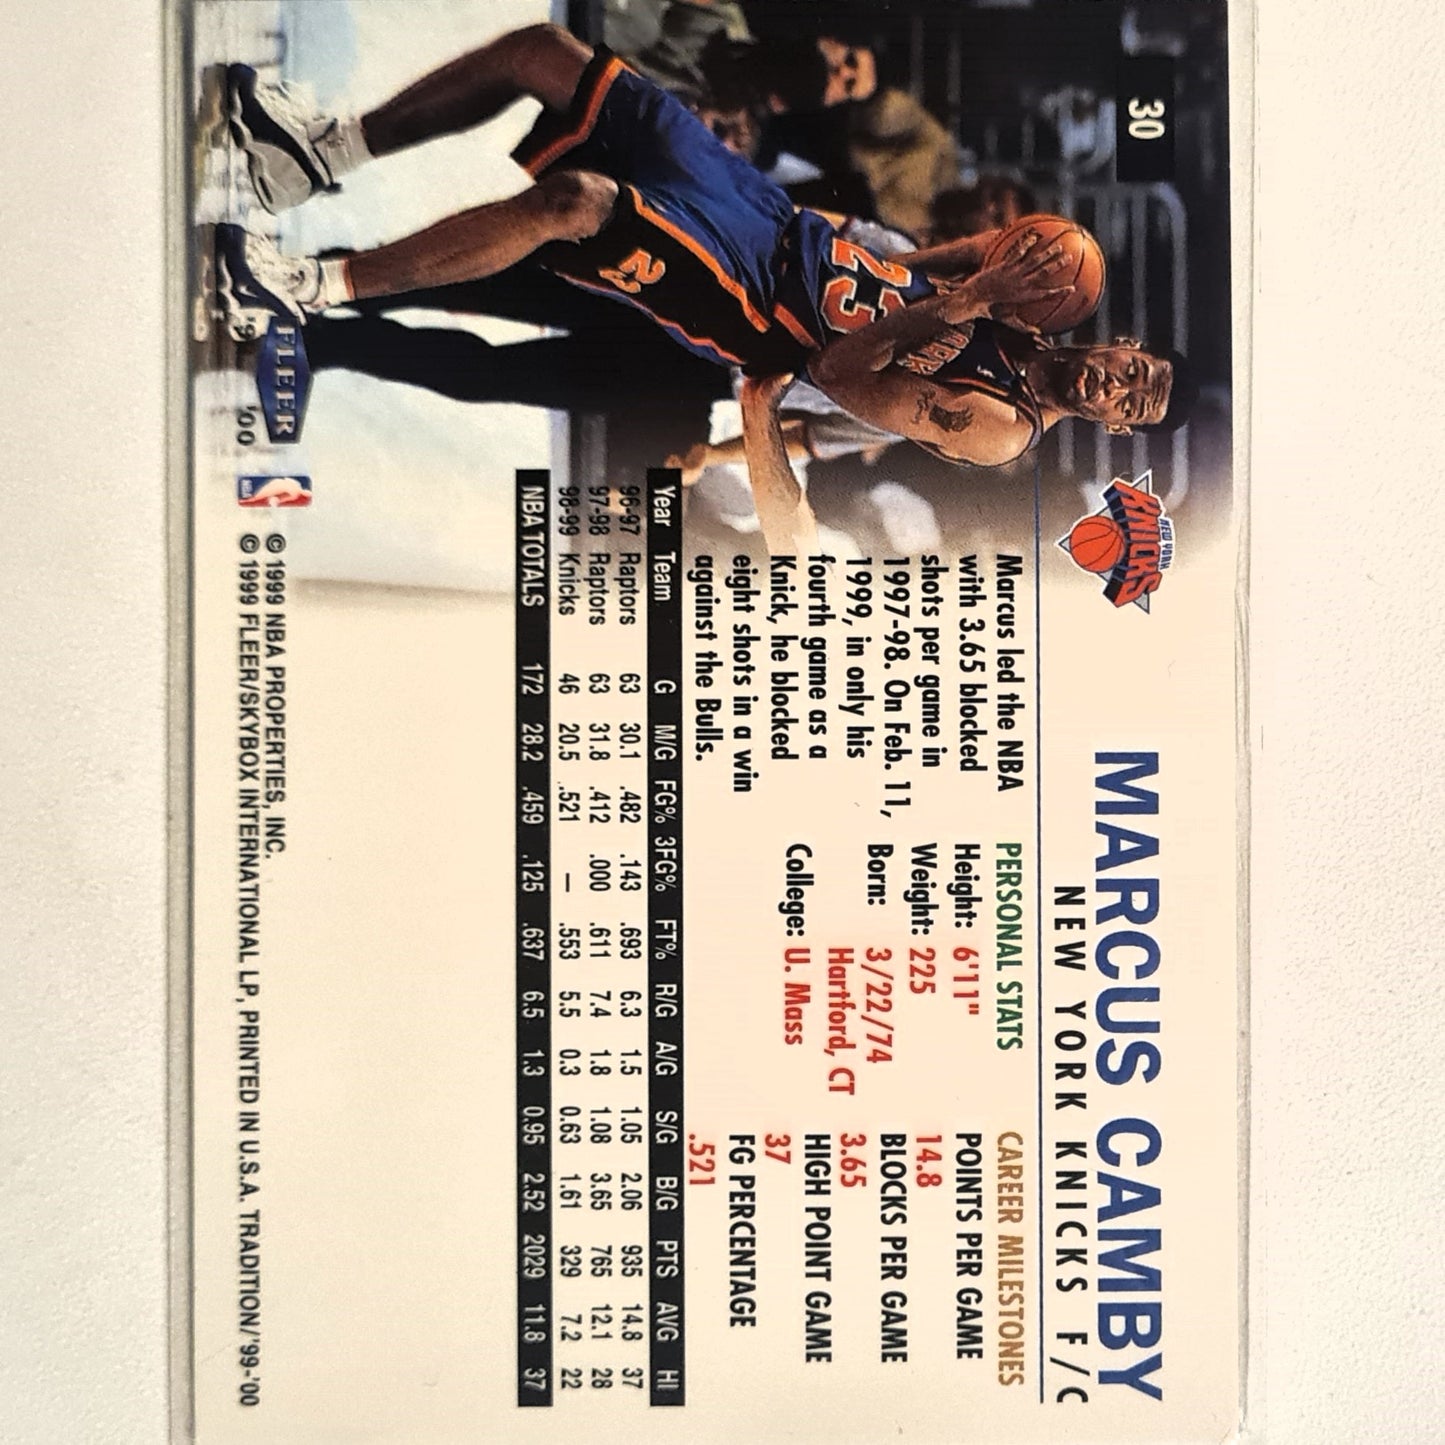 30
MARCUS CAMBY
NEW YORK KNICKS F/C
NEW YORK
KNICKS
Marcus led the NBA
with 3.65 blocked
shots per game in
1997-98. On Feb. 11,
1999, in only his
fourth game as a
Knick, he blocked
eight shots in a win
against the Bulls.
PERSONAL STATS
Height: 6'11"
Weight: 225
Born: 3/22/74
Hartford, CT
College: U. Mass
CAREER MILESTONES
POINTS PER GAME
14.8
BLOCKS PER GAME
3.65
HIGH POINT GAME
37
FG PERCENTAGE
.521
Year Team G M/G FG% 3FG% FT% R/G A/G S/G B/G PTS AVG HI
96-97 Raptors 63 30.1 .482 .143 .693 6.3 1.5 1.05 2.06 935 14.8 37
97-98 Raptors 63 31.8 .412 .000 .611 7.4 1.8 1.08 3.65 765 12.1 28
98-99 Knicks 46 20.5 .521 — .553 5.5 0.3 0.63 1.61 329 7.2 22
NBA TOTALS 172 28.2 .459 .125 .637 6.5 1.3 0.95 2.52 2029 11.8 37
23
FLEER
'00
NBA
© 1999 NBA PROPERTIES, INC.
© 1999 FLEER/SKYBOX INTERNATIONAL LP, PRINTED IN U.S.A. TRADITION/'99-'00